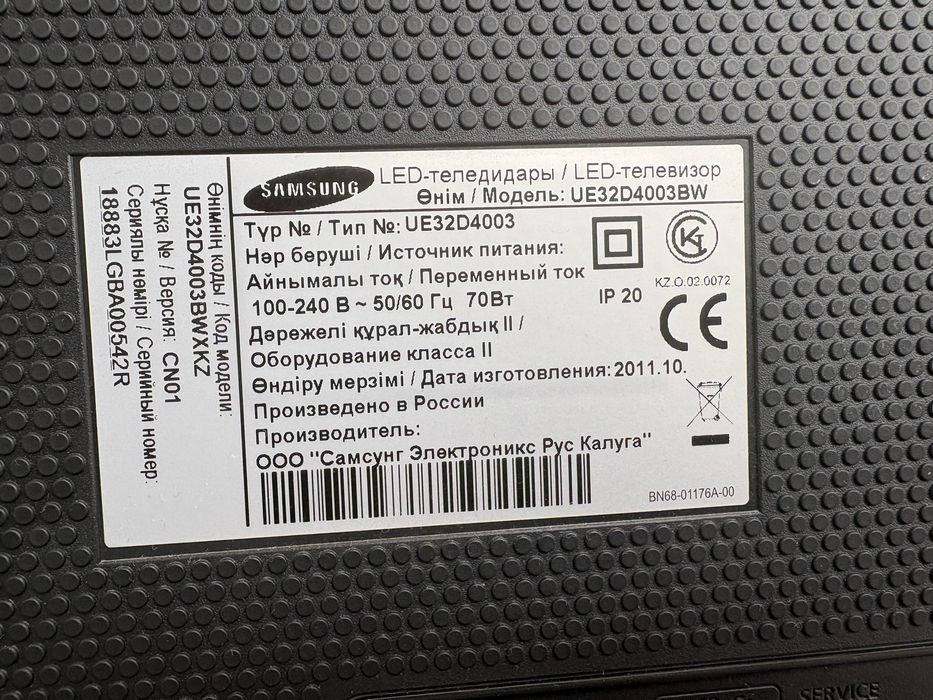 SAMSUNG
LED-теледидары / LED-телевизор
Өнім / Модель: UE32D4003BW
Түр № / Тип №: UE32D4003
Нәр беруші / Источник питания:
Айнымалы тоқ / Переменный ток
100-240 В ~ 50/60 Гц 70Вт
IP 20
KZ.O.02.0072
CE
Дәрежелі құрал-жабдық II /
Оборудование класса II
Өндіру мерзімі / Дата изготовления: 2011.10.
Произведено в России
Производитель:
ООО "Самсунг Электроникс Рус Калуга"
BN68-01176A-00
Өнімнің коды / Код модели:
UE32D4003BWXKZ
Нұсқа № / Версия: CN01
Сериялы нөмірі / Серийный номер:
18883LGBA00542R
SERVICE